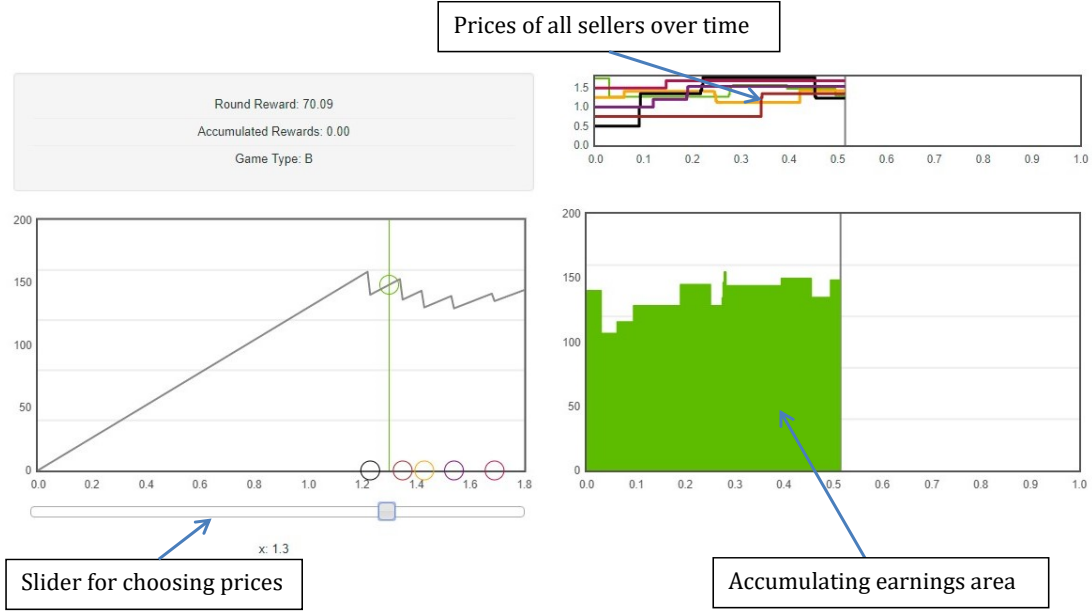 Prices of all sellers over time
Round Reward: 70.09
Accumulated Rewards: 0.00
Game Type: B
1.5
1.0
0.5
0.0
0.0 0.1 0.2 0.3 0.4 0.5 0.6 0.7 0.8 0.9 1.0
200
150
100
50
0
0.0 0.2 0.4 0.6 0.8 1.0 1.2 1.4 1.6 1.8
x: 1.3
200
150
100
50
0
0.0 0.1 0.2 0.3 0.4 0.5 0.6 0.7 0.8 0.9 1.0
Slider for choosing prices
Accumulating earnings area